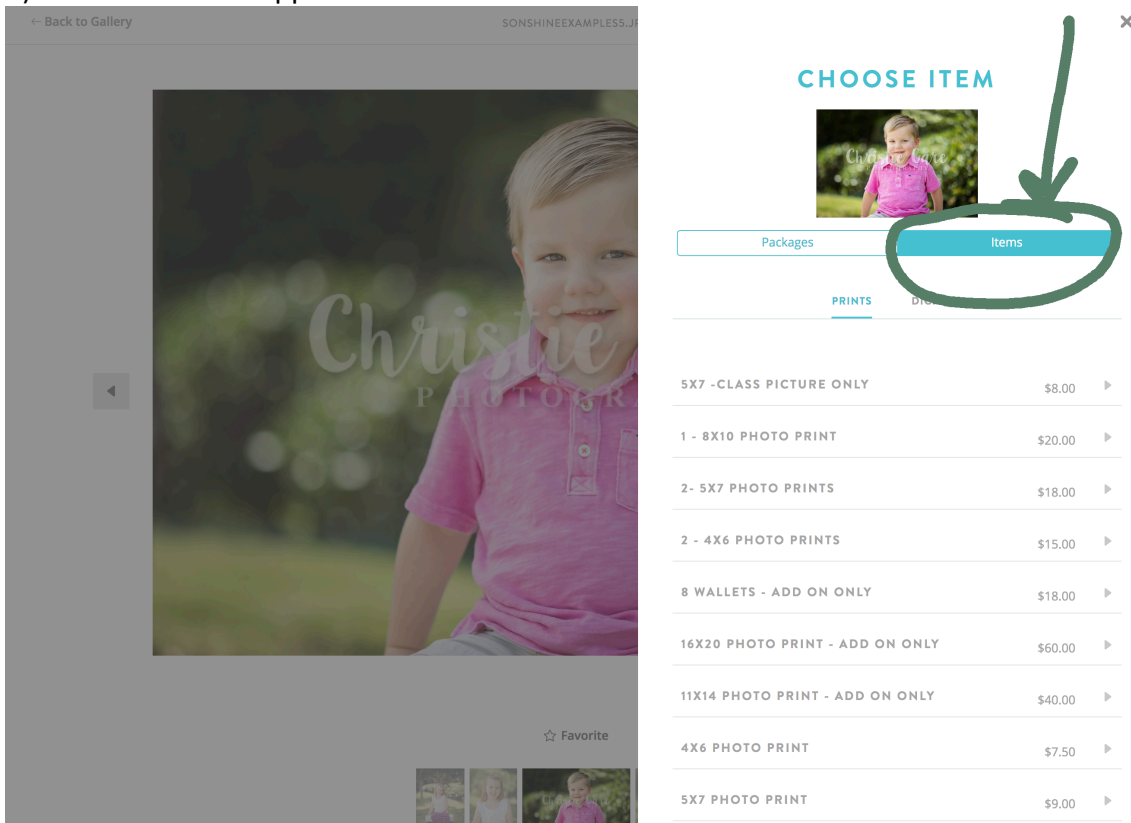 ← Back to Gallery
SONSHINEEXAMPLES5.JP
CHOOSE ITEM
Christie Care
Packages
Items
PRINTS
Christie
PHOTOGRA
5X7 -CLASS PICTURE ONLY $8.00
1 - 8X10 PHOTO PRINT $20.00
2- 5X7 PHOTO PRINTS $18.00
2 - 4X6 PHOTO PRINTS $15.00
8 WALLETS - ADD ON ONLY $18.00
16X20 PHOTO PRINT - ADD ON ONLY $60.00
11X14 PHOTO PRINT - ADD ON ONLY $40.00
4X6 PHOTO PRINT $7.50
5X7 PHOTO PRINT $9.00
☆ Favorite